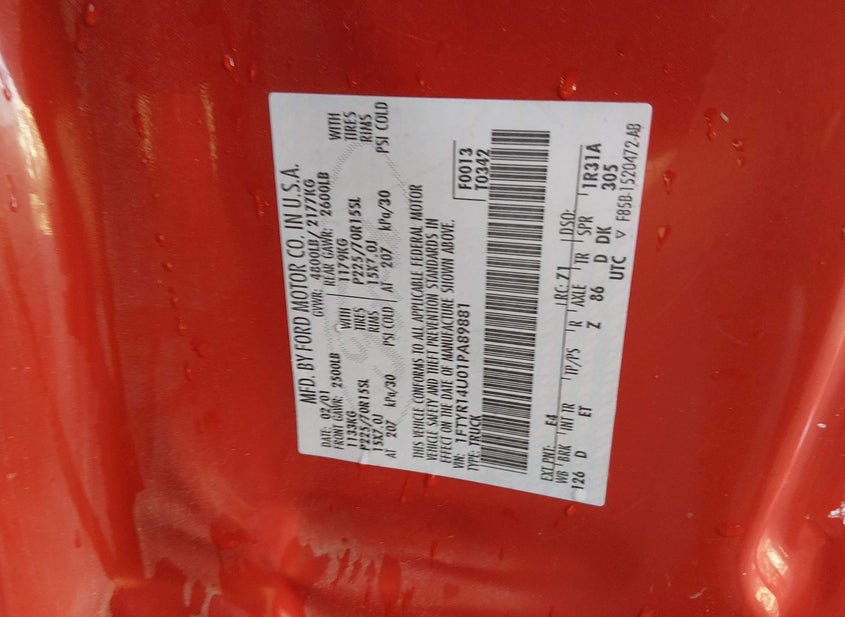 MFD. BY FORD MOTOR CO. IN U.S.A.
DATE: 02/01 GVWR: 4800LB/ 2177KG
FRONT GAWR: 2500LB REAR GAWR: 2600LB
1133KG WITH 1179KG WITH
P225/70R15SL TIRES P225/70R15SL TIRES
15X7.0J RIMS 15X7.0J RIMS
AT 207 kPa/30 PSI COLD AT 207 kPa/30 PSI COLD
THIS VEHICLE CONFORMS TO ALL APPLICABLE FEDERAL MOTOR
VEHICLE SAFETY AND THEFT PREVENTION STANDARDS IN
EFFECT ON THE DATE OF MANUFACTURE SHOWN ABOVE.
VIN: 1FTYR14U01PA89881 F0013
TYPE: TRUCK T0342
EXT PNT: E4 RC: Z1 DSO:
WB BRK INT TR TP/PS R AXLE TR SPR 1R31A
126 D E1 Z 86 D DK 305
UTC ▽ F85B-1520472-AB